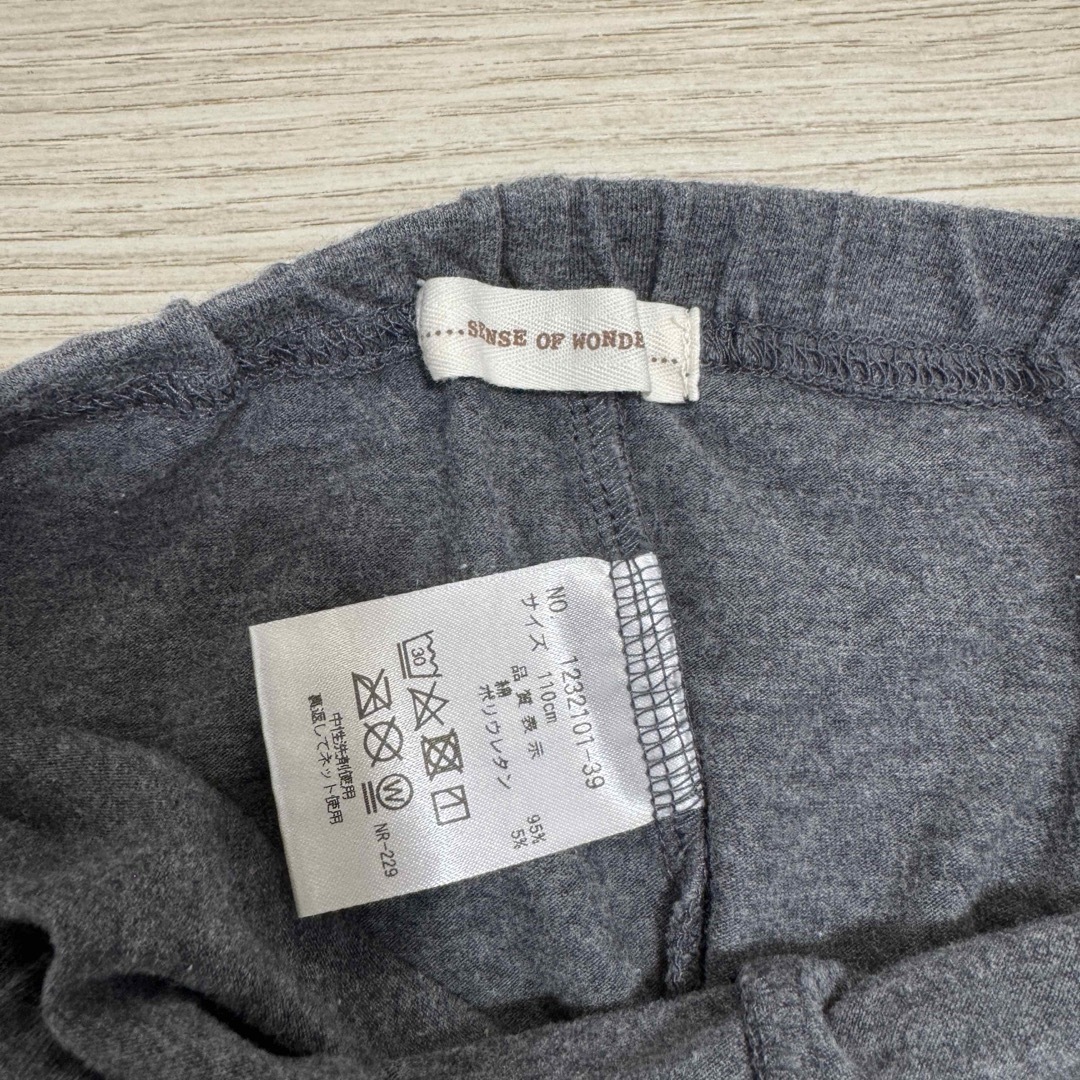 SENSE OF WONDE
NO. 1232101-39
サイズ 110cm
品質表示
綿 95%
ポリウレタン 5%
30
W
中性洗剤使用
裏返してネット使用
NR-229